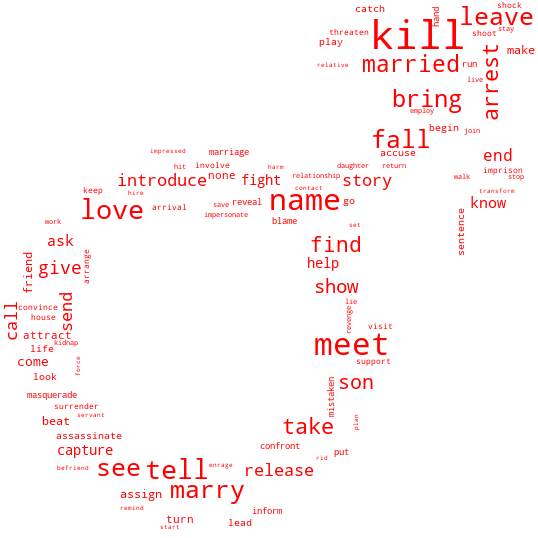 shock
catch
hand
leave
kill
threaten
shoot
stay
play
make
married
relative
run
arrest
live
bring
employ
begin
join
fall
impressed
marriage
accuse
end
hit
involve
harm
daughter
return
imprison
introduce
none
fight
relationship
story
walk
stop
keep
hire
contact
transform
love
arrival
save
reveal
name
go
know
impersonate
work
blame
set
ask
find
sentence
friend
give
arrange
help
call
send
show
convince
lie
house
revenge
attract
visit
kidnap
meet
life
come
force
support
look
son
masquerade
mistaken
surrender
servant
beat
take
plan
assassinate
capture
confront
put
befriend
see
tell
enrage
release
rid
assign
marry
remind
inform
turn
lead
start